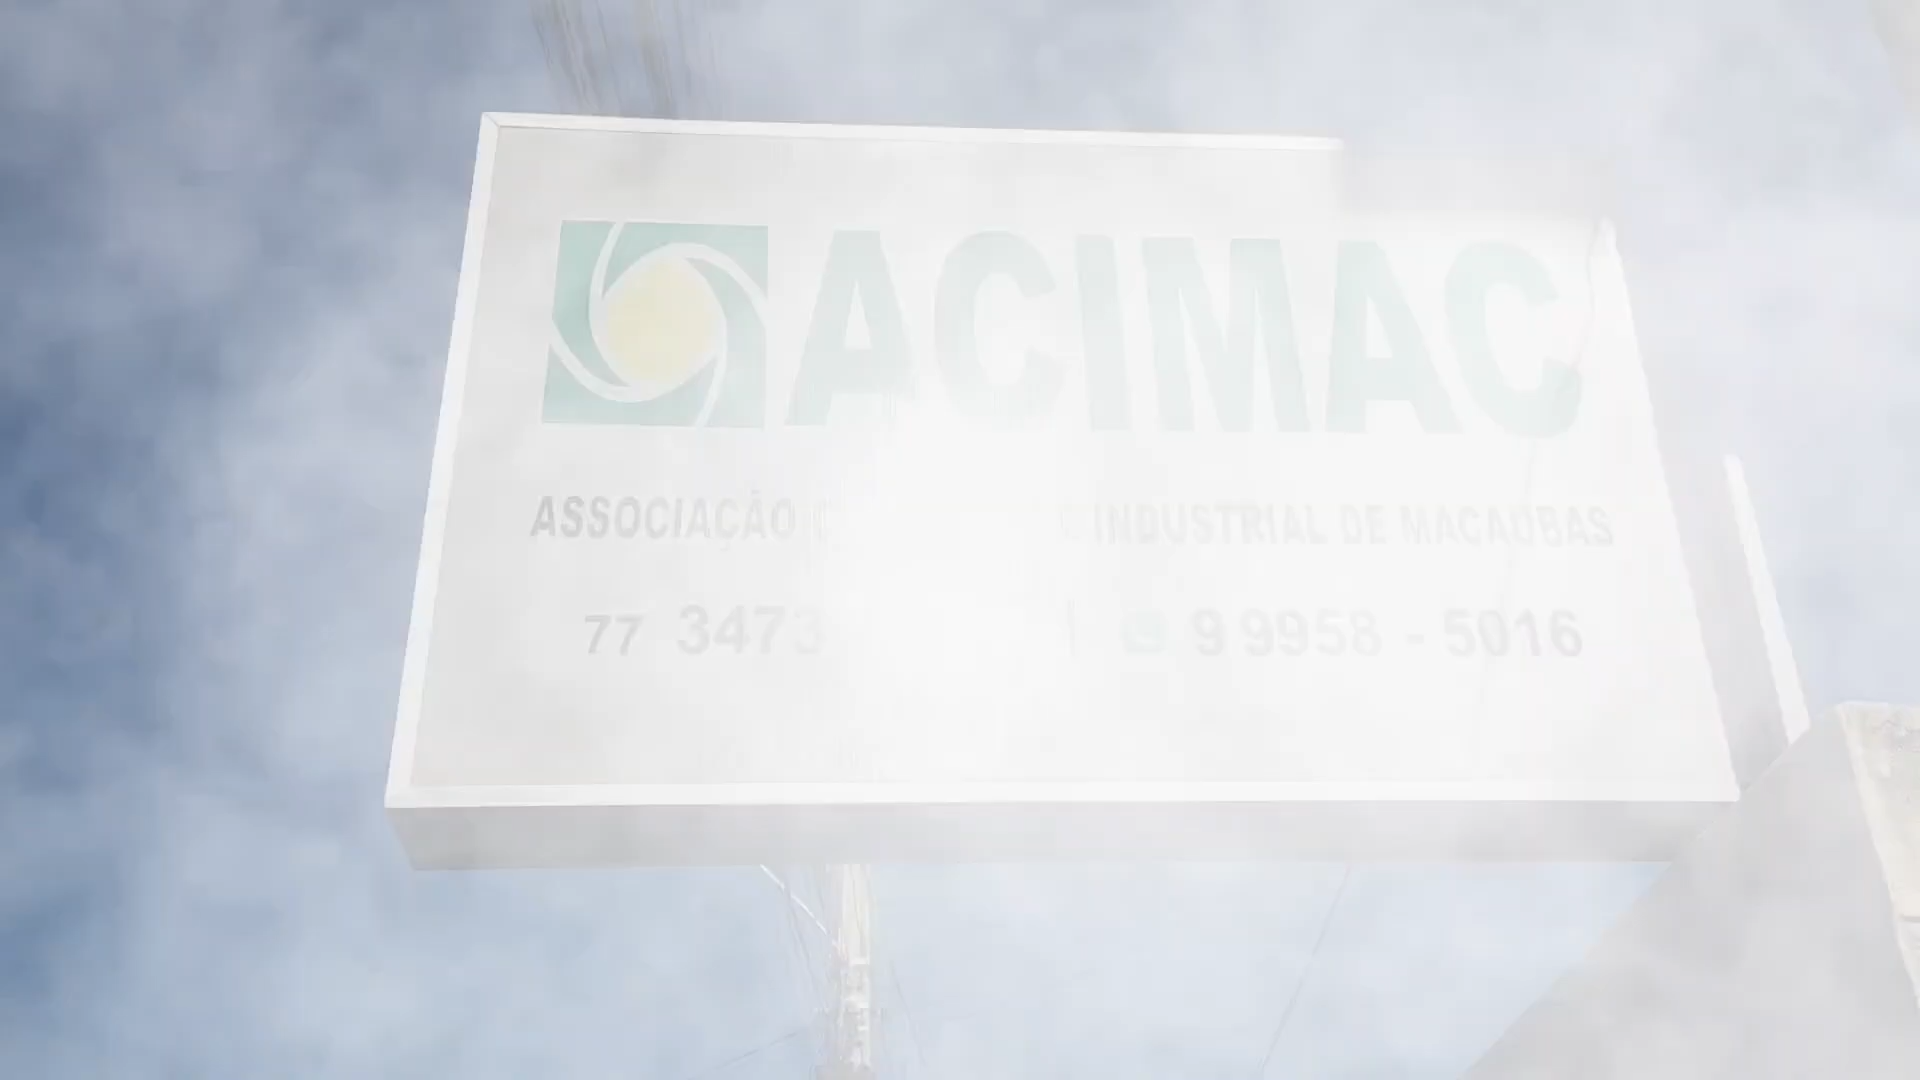 ACIMAC
ASSOCIAÇÃO E INDUSTRIAL DE MACAÚBAS
77 3473 9 9958 - 5016